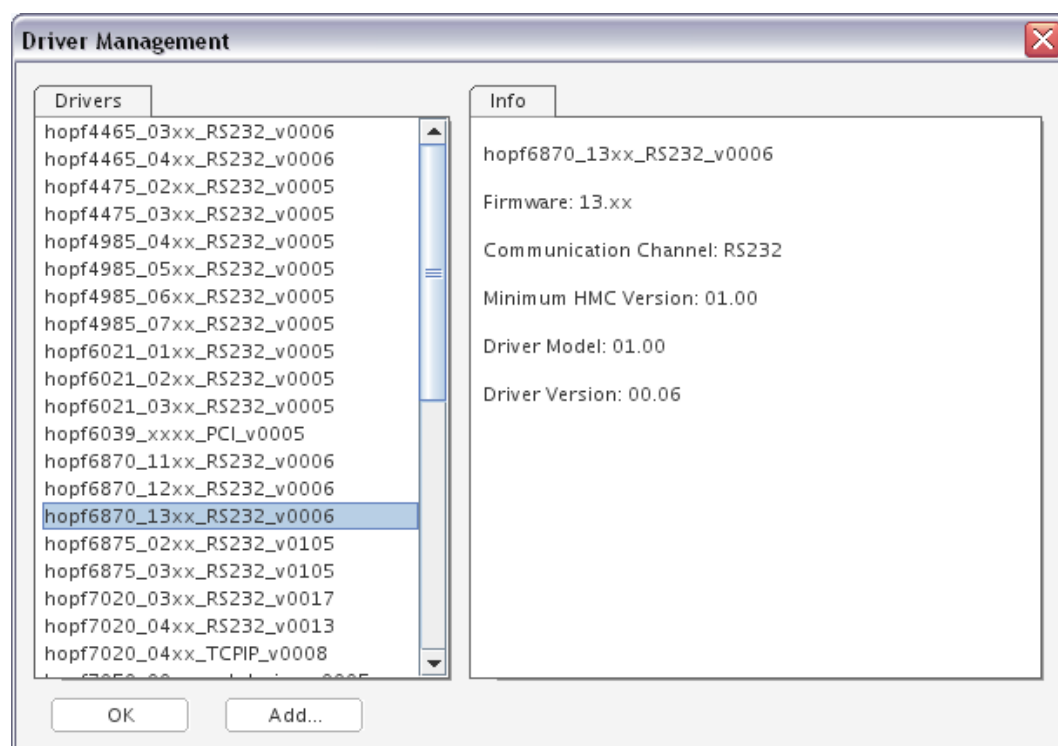 Driver Management
Drivers
hopf4465_03xx_RS232_v0006
hopf4465_04xx_RS232_v0006
hopf4475_02xx_RS232_v0005
hopf4475_03xx_RS232_v0005
hopf4985_04xx_RS232_v0005
hopf4985_05xx_RS232_v0005
hopf4985_06xx_RS232_v0005
hopf4985_07xx_RS232_v0005
hopf6021_01xx_RS232_v0005
hopf6021_02xx_RS232_v0005
hopf6021_03xx_RS232_v0005
hopf6039_xxxx_PCI_v0005
hopf6870_11xx_RS232_v0006
hopf6870_12xx_RS232_v0006
hopf6870_13xx_RS232_v0006
hopf6875_02xx_RS232_v0105
hopf6875_03xx_RS232_v0105
hopf7020_03xx_RS232_v0017
hopf7020_04xx_RS232_v0013
hopf7020_04xx_TCPIP_v0008
Info
hopf6870_13xx_RS232_v0006
Firmware: 13.xx
Communication Channel: RS232
Minimum HMC Version: 01.00
Driver Model: 01.00
Driver Version: 00.06
OK
Add...